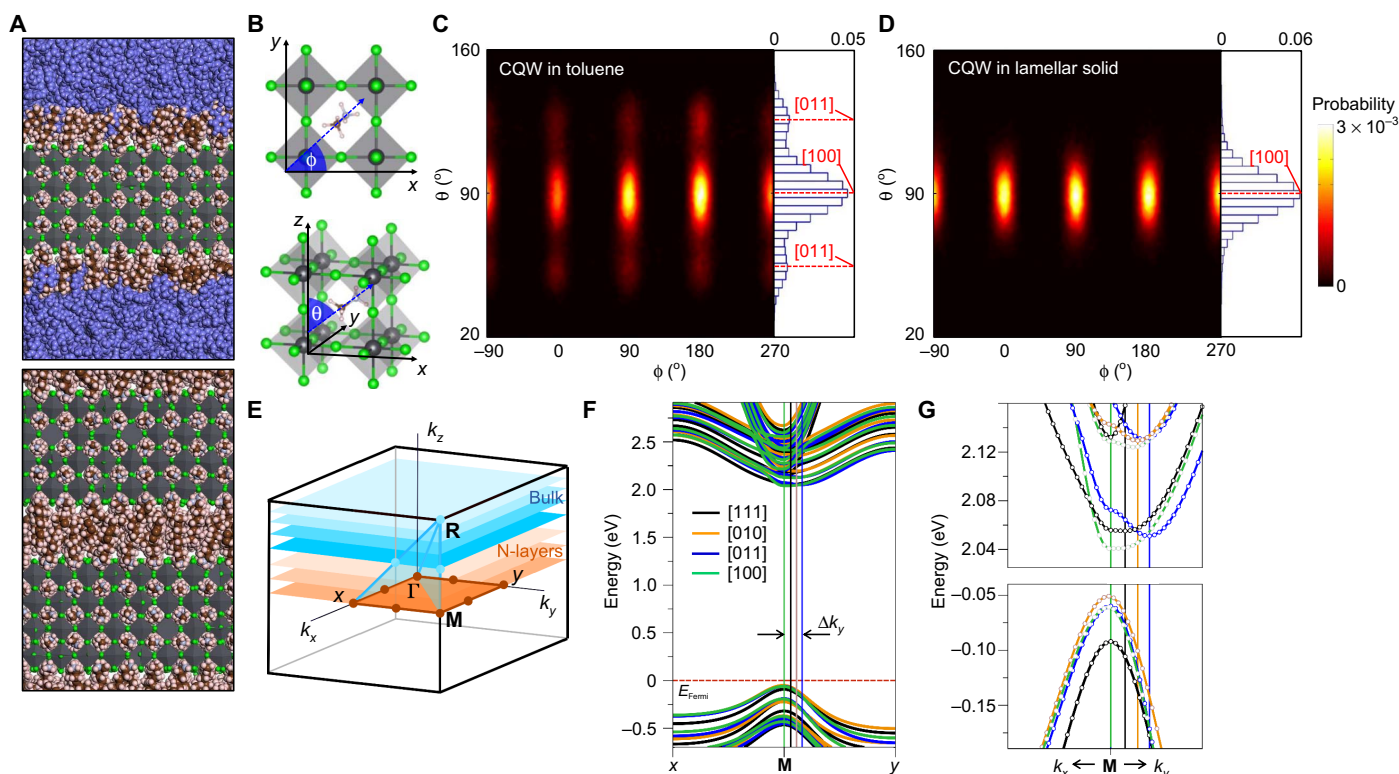 A
B
y
ϕ
x
z
θ
y
x
C
0 0.05
160
CQW in toluene
[011]
[100]
θ (°)
90
[011]
20
–90 0 90 180 270
ϕ (°)
D
0 0.06
160
CQW in lamellar solid
Probability
3 × 10⁻³
[100]
θ (°)
90
0
20
–90 0 90 180 270
ϕ (°)
E
k_z
Bulk
R
N-layers
x
Γ
y
k_y
k_x
M
F
Energy (eV)
2.5
2.0
[111]
[010]
[011]
[100]
1.5
1.0
0.5
Δk_y
0
E_Fermi
–0.5
x M y
G
Energy (eV)
2.12
2.08
2.04
Energy (eV)
–0.05
–0.10
–0.15
k_x ← M → k_y